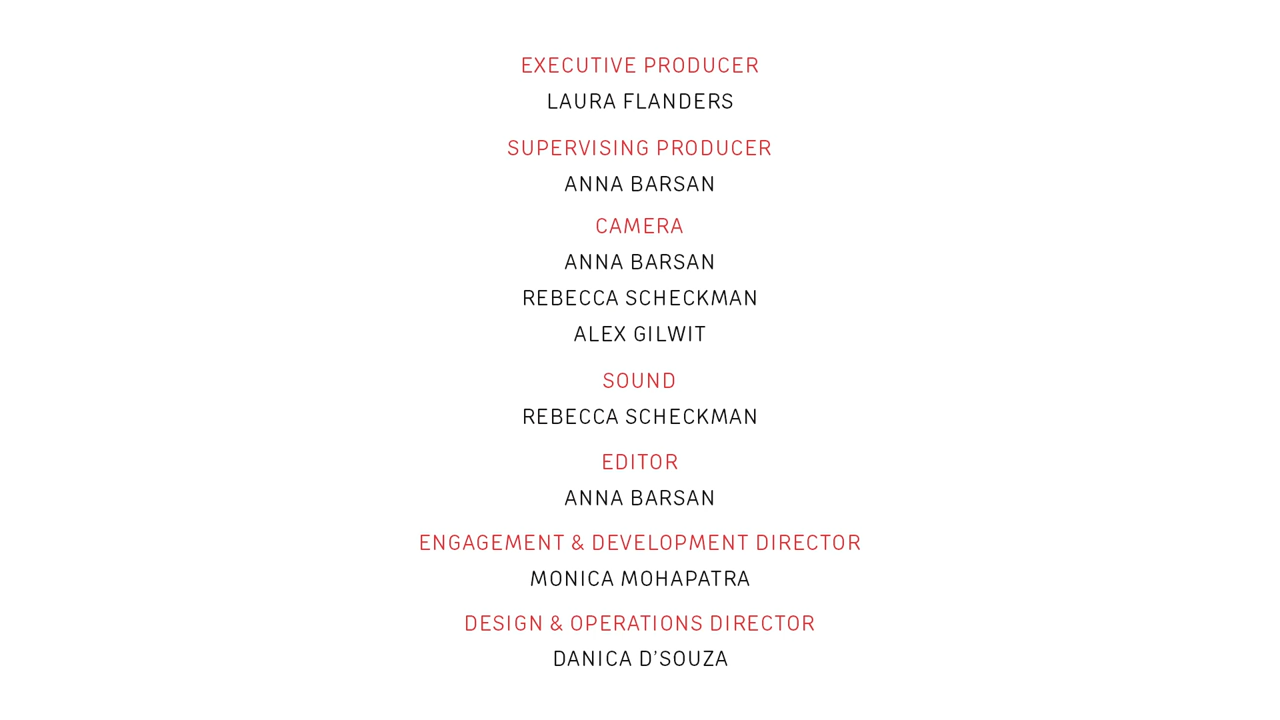 EXECUTIVE PRODUCER
LAURA FLANDERS
SUPERVISING PRODUCER
ANNA BARSAN
CAMERA
ANNA BARSAN
REBECCA SCHECKMAN
ALEX GILWIT
SOUND
REBECCA SCHECKMAN
EDITOR
ANNA BARSAN
ENGAGEMENT & DEVELOPMENT DIRECTOR
MONICA MOHAPATRA
DESIGN & OPERATIONS DIRECTOR
DANICA D’SOUZA